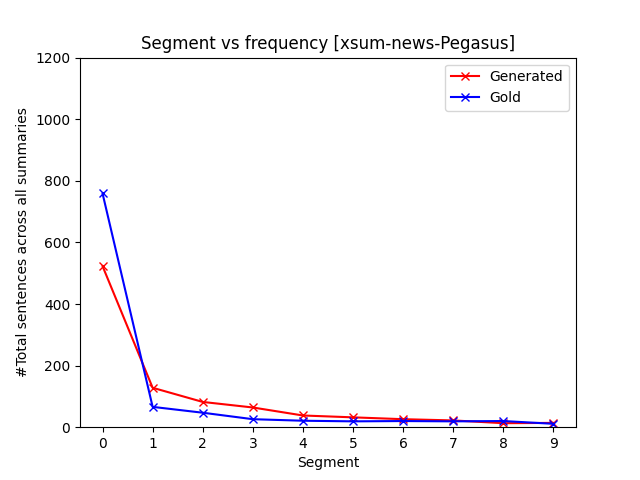 Segment vs frequency [xsum-news-Pegasus]
Generated
Gold
#Total sentences across all summaries
1200
1000
800
600
400
200
0
0 1 2 3 4 5 6 7 8 9
Segment